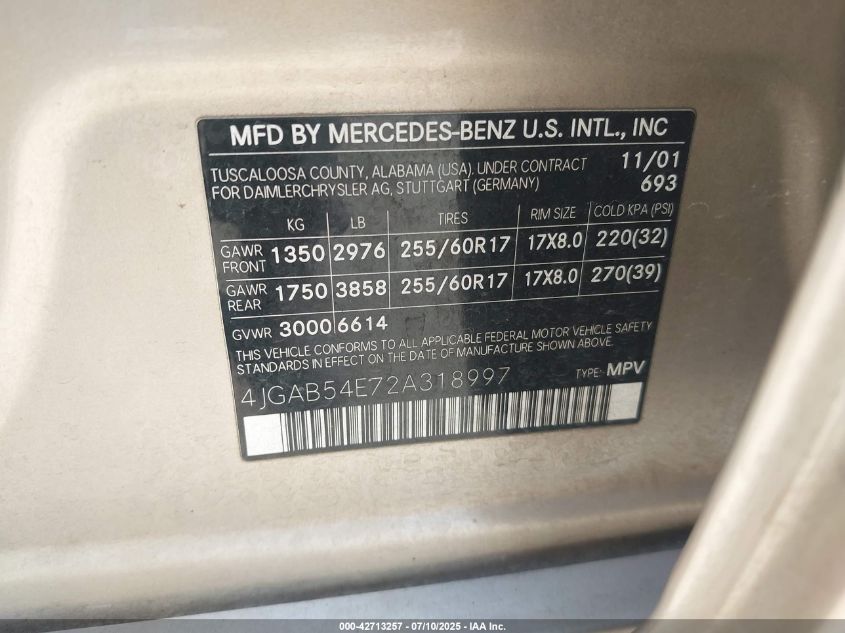 MFD BY MERCEDES-BENZ U.S. INTL., INC
TUSCALOOSA COUNTY, ALABAMA (USA). UNDER CONTRACT 11/01
FOR DAIMLERCHRYSLER AG, STUTTGART (GERMANY) 693
KG LB TIRES RIM SIZE COLD KPA (PSI)
GAWR FRONT 1350 2976 255/60R17 17X8.0 220(32)
GAWR REAR 1750 3858 255/60R17 17X8.0 270(39)
GVWR 3000 6614
THIS VEHICLE CONFORMS TO ALL APPLICABLE FEDERAL MOTOR VEHICLE SAFETY
STANDARDS IN EFFECT ON THE DATE OF MANUFACTURE SHOWN ABOVE.
4JGAB54E72A318997 TYPE: MPV
000-42713257 - 07/10/2025 - IAA Inc.